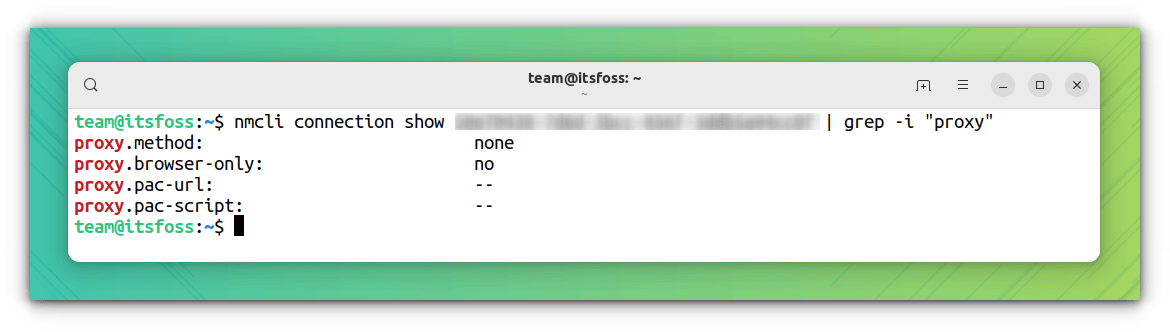 team@itsfoss: ~
~
team@itsfoss:~$ nmcli connection show | grep -i "proxy"
proxy.method: none
proxy.browser-only: no
proxy.pac-url: --
proxy.pac-script: --
team@itsfoss:~$